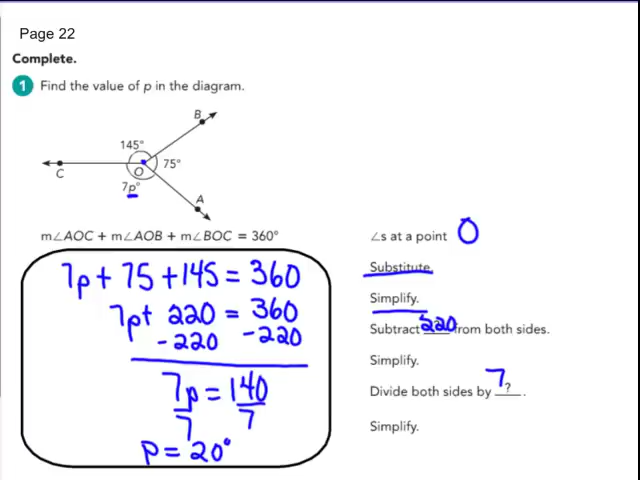 Page 22
Complete.
1 Find the value of p in the diagram.
B
145°
75°
O
C
7p°
A
m∠AOC + m∠AOB + m∠BOC = 360°
∠s at a point O
7p + 75 + 145 = 360
Substitute.
7p + 220 = 360
Simplify.
-220 -220
Subtract 220 from both sides.
7p = 140
Simplify.
7 7
Divide both sides by 7 ? .
p = 20°
Simplify.